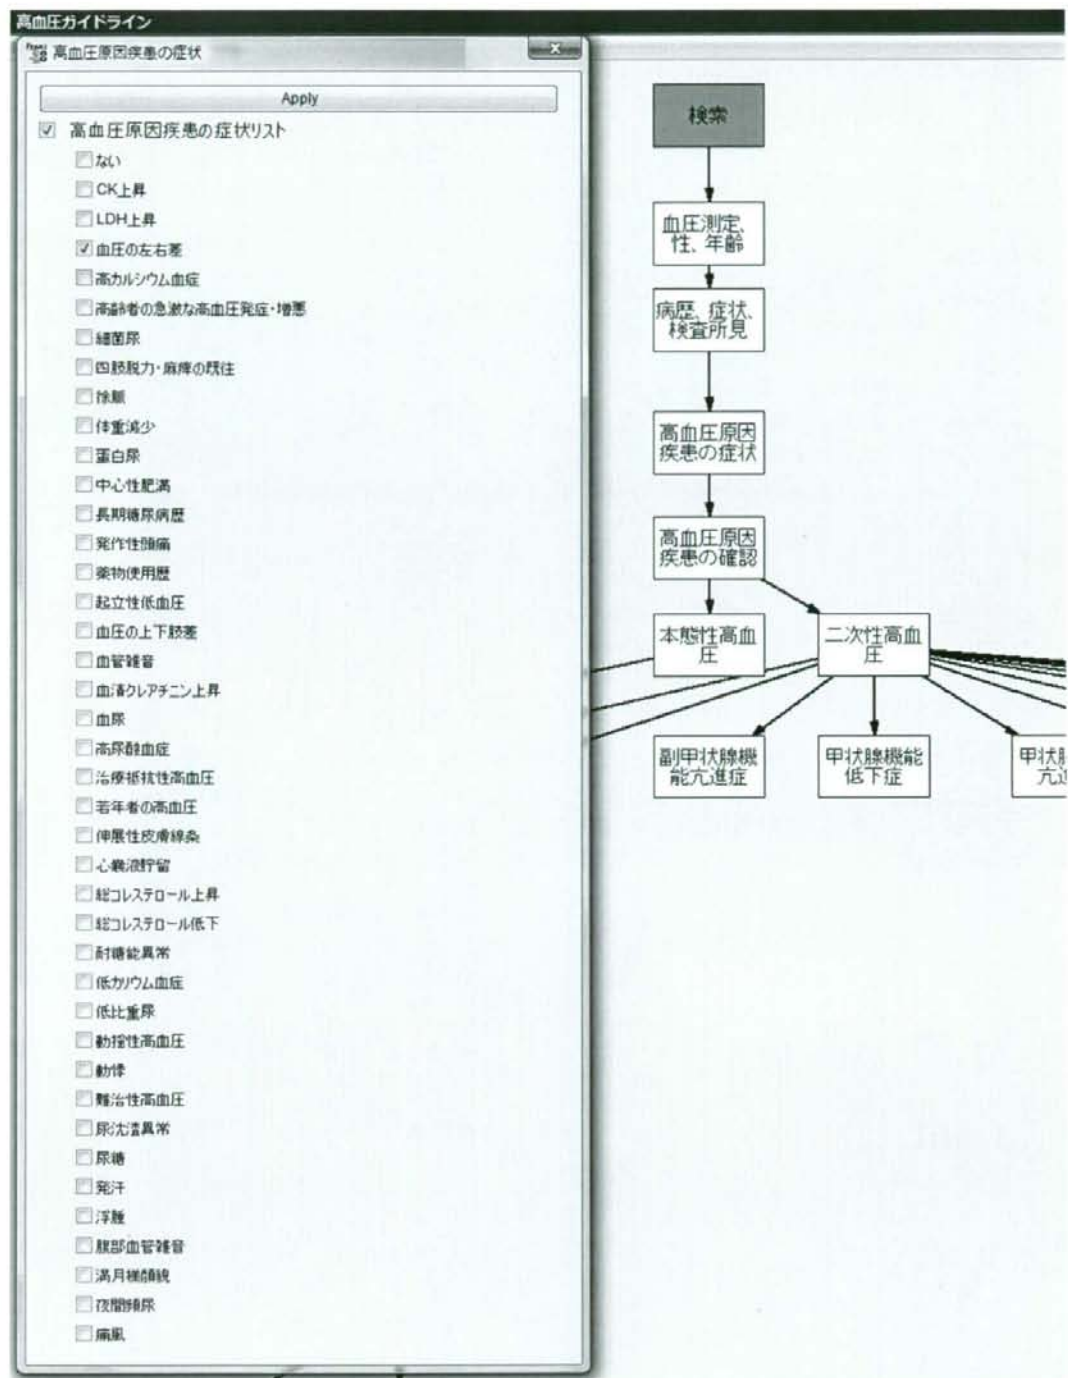 高血圧ガイドライン
高血圧原因疾患の症状
Apply
高血圧原因疾患の症状リスト
ない
CK上昇
LDH上昇
血圧の左右差
高カルシウム血症
高齢者の急激な高血圧発症・増悪
細菌尿
四肢脱力・麻痺の既往
徐脈
体重減少
蛋白尿
中心性肥満
長期糖尿病歴
発作性頭痛
薬物使用歴
起立性低血圧
血圧の上下肢差
血管雑音
血清クレアチニン上昇
血尿
高尿酸血症
治療抵抗性高血圧
若年者の高血圧
伸展性皮膚線条
心嚢液貯留
総コレステロール上昇
総コレステロール低下
耐糖能異常
低カリウム血症
低比重尿
動揺性高血圧
動悸
難治性高血圧
尿沈渣異常
尿糖
発汗
浮腫
腹部血管雑音
満月様顔貌
夜間頻尿
痛風
検索
血圧測定、
性、年齢
病歴、症状、
検査所見
高血圧原因
疾患の症状
高血圧原因
疾患の確認
本態性高血
圧
二次性高血
圧
副甲状腺機
能亢進症
甲状腺機能
低下症
甲状
亢